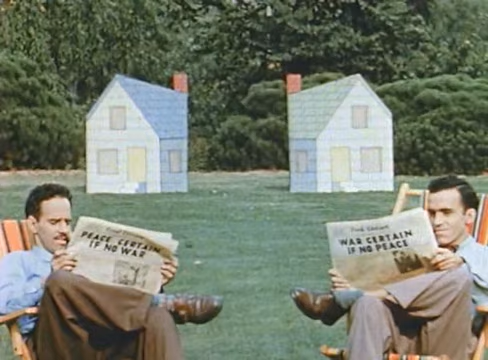 PEACE CERTAIN
IF NO WAR
WAR CERTAIN
IF NO PEACE